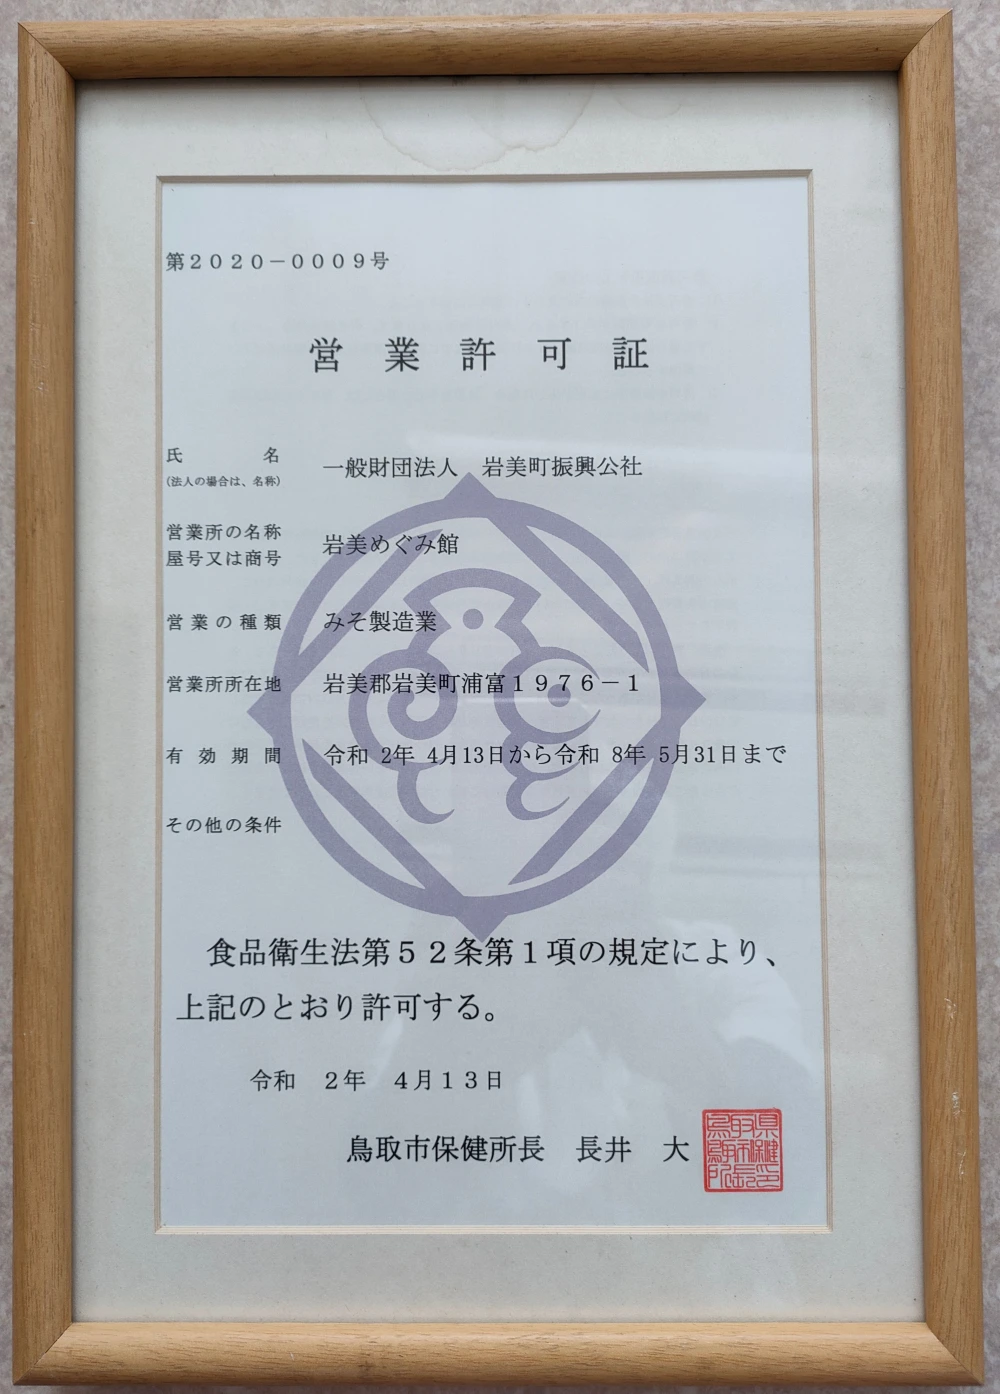 第２０２０－０００９号
営業許可証
氏名 一般財団法人　岩美町振興公社
(法人の場合は、名称)
営業所の名称
屋号又は商号 岩美めぐみ館
営業の種類 みそ製造業
営業所所在地 岩美郡岩美町浦富１９７６－１
有効期間 令和 2年 4月13日から令和 8年 5月31日まで
その他の条件
食品衛生法第５２条第１項の規定により、
上記のとおり許可する。
令和　２年　４月１３日
鳥取市保健所長　長井　大